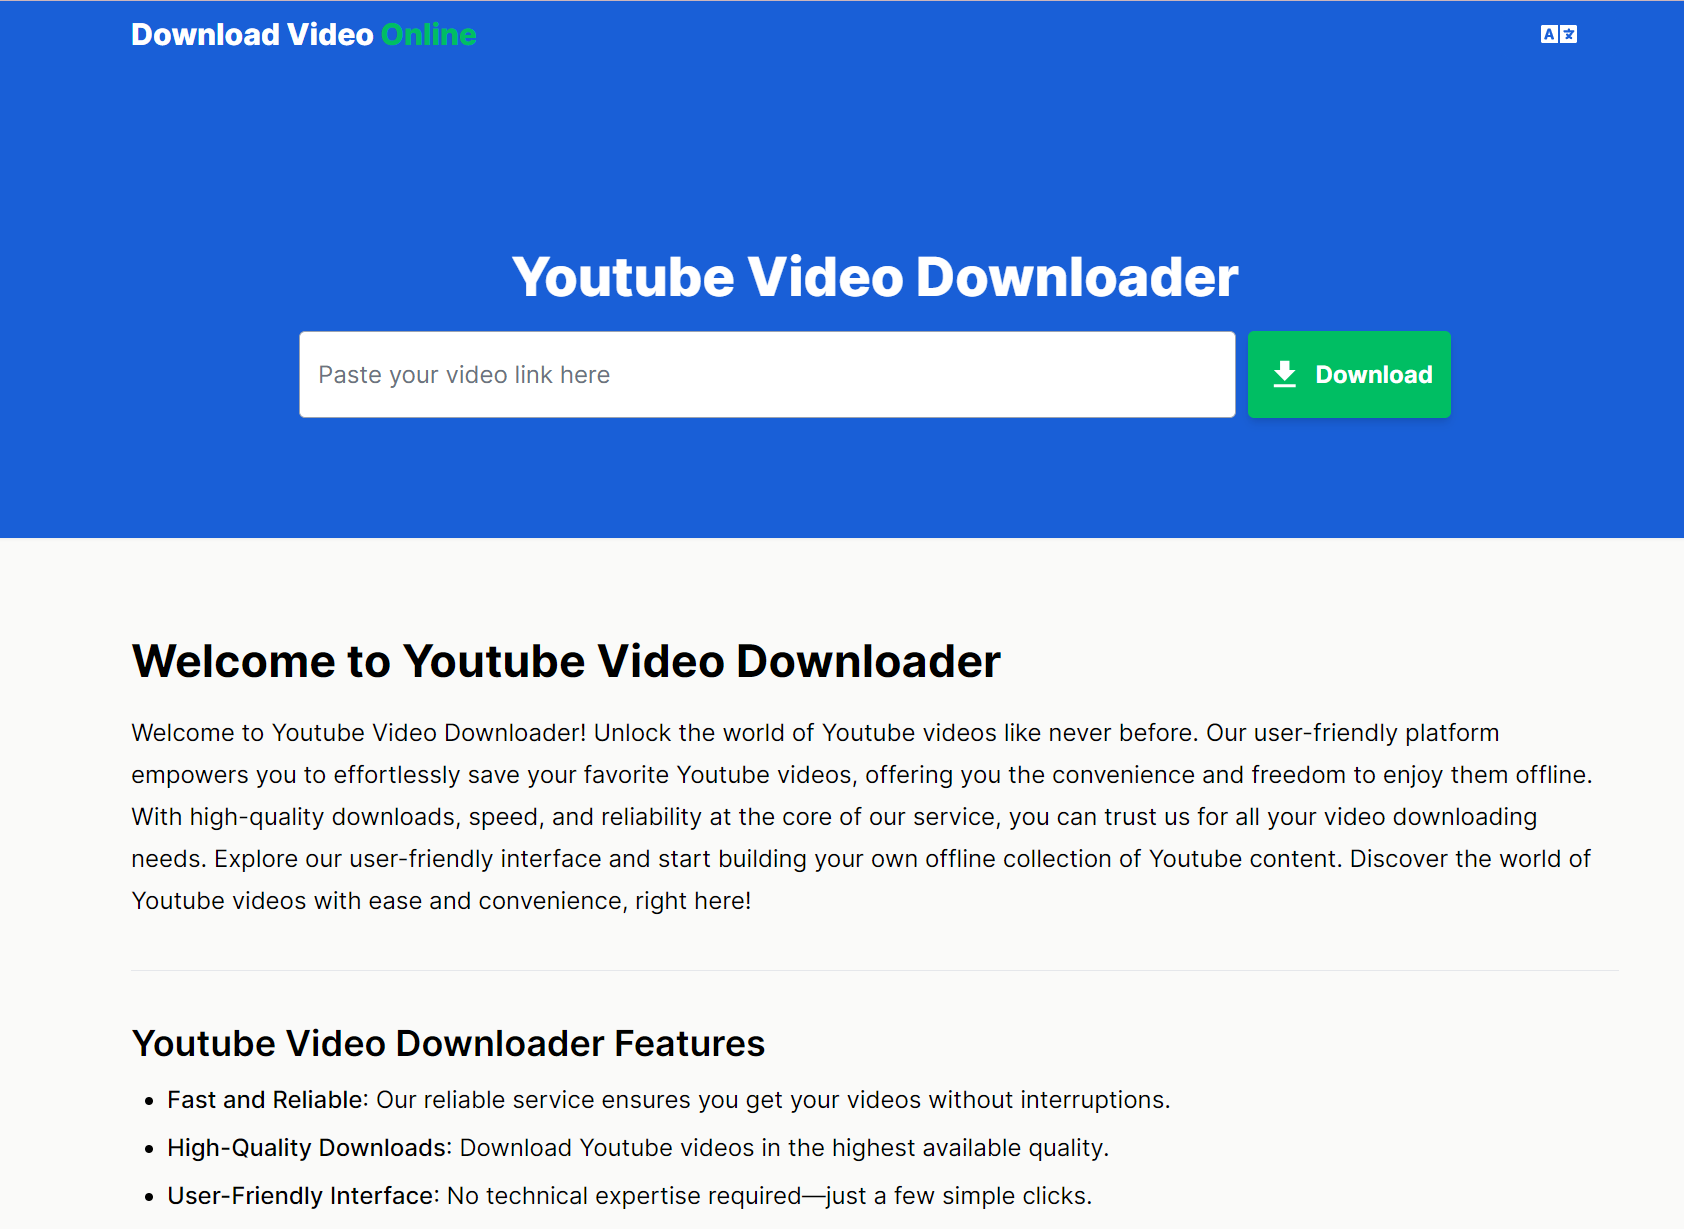 Download Video Online
A
Youtube Video Downloader
Paste your video link here
Download
Welcome to Youtube Video Downloader
Welcome to Youtube Video Downloader! Unlock the world of Youtube videos like never before. Our user-friendly platform
empowers you to effortlessly save your favorite Youtube videos, offering you the convenience and freedom to enjoy them offline.
With high-quality downloads, speed, and reliability at the core of our service, you can trust us for all your video downloading
needs. Explore our user-friendly interface and start building your own offline collection of Youtube content. Discover the world of
Youtube videos with ease and convenience, right here!
Youtube Video Downloader Features
• Fast and Reliable: Our reliable service ensures you get your videos without interruptions.
• High-Quality Downloads: Download Youtube videos in the highest available quality.
• User-Friendly Interface: No technical expertise required—just a few simple clicks.